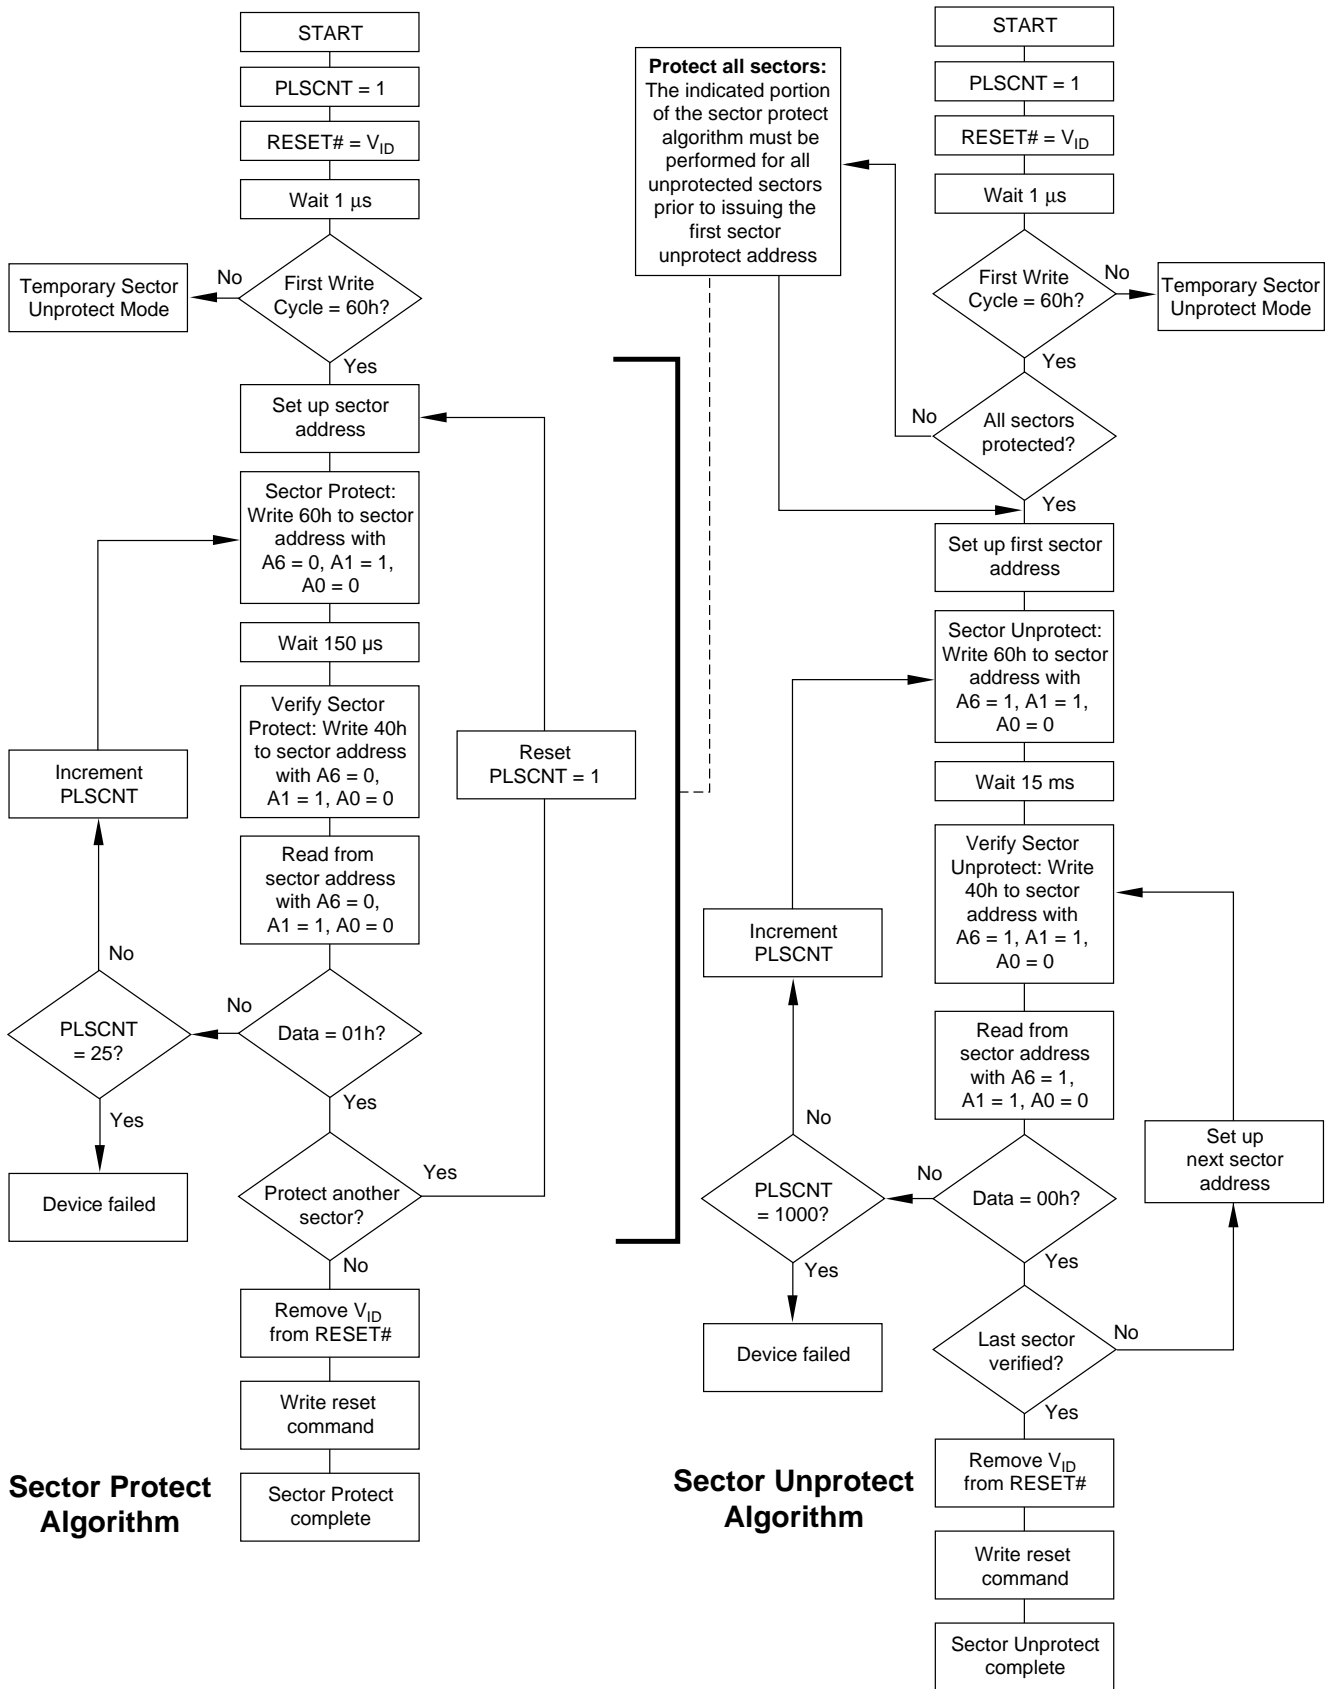 START
PLSCNT = 1
RESET# = VID
Wait 1 μs
First Write
Cycle = 60h?
No
Temporary Sector
Unprotect Mode
Yes
Set up sector
address
Sector Protect:
Write 60h to sector
address with
A6 = 0, A1 = 1,
A0 = 0
Wait 150 µs
Verify Sector
Protect: Write 40h
to sector address
with A6 = 0,
A1 = 1, A0 = 0
Reset
PLSCNT = 1
Increment
PLSCNT
Read from
sector address
with A6 = 0,
A1 = 1, A0 = 0
No
No
PLSCNT
= 25?
Data = 01h?
Yes
Yes
Device failed
Protect another
sector?
Yes
No
Remove VID
from RESET#
Write reset
command
Sector Protect
complete
Sector Protect
Algorithm
Protect all sectors:
The indicated portion
of the sector protect
algorithm must be
performed for all
unprotected sectors
prior to issuing the
first sector
unprotect address
START
PLSCNT = 1
RESET# = VID
Wait 1 μs
First Write
Cycle = 60h?
No
Temporary Sector
Unprotect Mode
Yes
No
All sectors
protected?
Yes
Set up first sector
address
Sector Unprotect:
Write 60h to sector
address with
A6 = 1, A1 = 1,
A0 = 0
Wait 15 ms
Verify Sector
Unprotect: Write
40h to sector
address with
A6 = 1, A1 = 1,
A0 = 0
Increment
PLSCNT
Read from
sector address
with A6 = 1,
A1 = 1, A0 = 0
No
Set up
next sector
address
No
PLSCNT
= 1000?
Data = 00h?
Yes
Yes
Device failed
Last sector
verified?
No
Yes
Remove VID
from RESET#
Write reset
command
Sector Unprotect
complete
Sector Unprotect
Algorithm